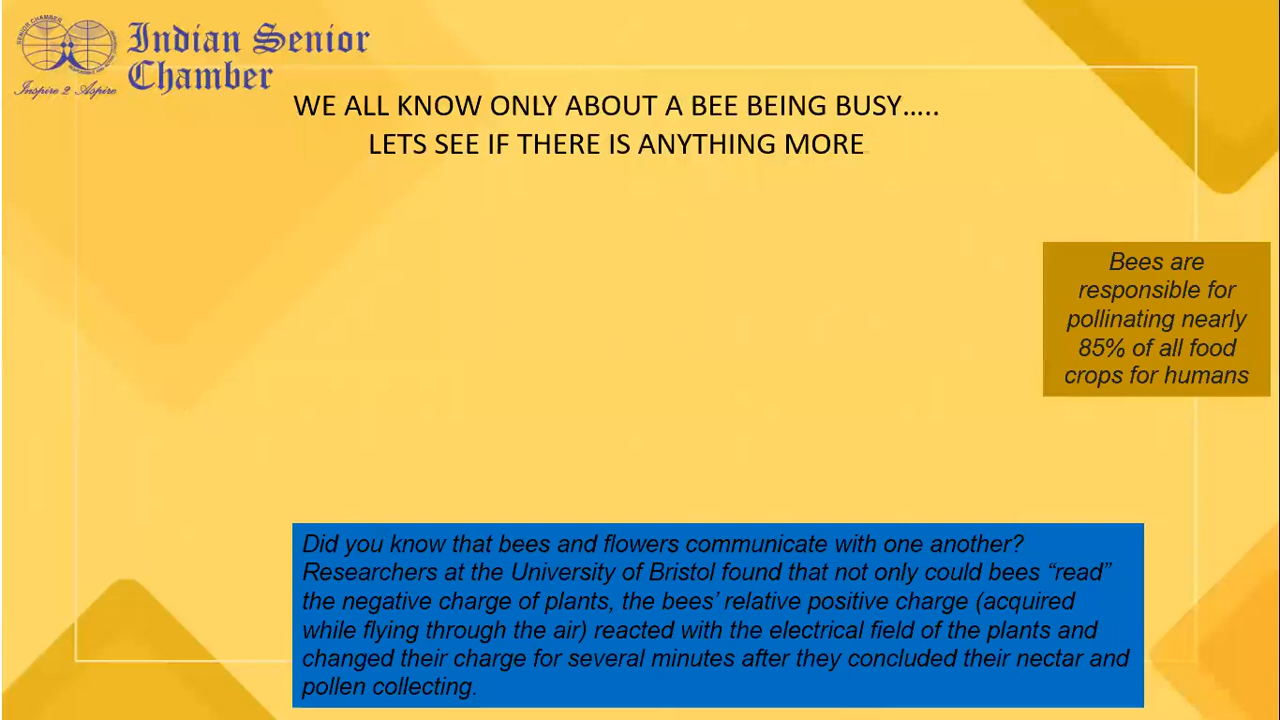 Indian Senior
Chamber
Inspire 2 Aspire
WE ALL KNOW ONLY ABOUT A BEE BEING BUSY…..
LETS SEE IF THERE IS ANYTHING MORE
Bees are
responsible for
pollinating nearly
85% of all food
crops for humans
Did you know that bees and flowers communicate with one another?
Researchers at the University of Bristol found that not only could bees “read”
the negative charge of plants, the bees’ relative positive charge (acquired
while flying through the air) reacted with the electrical field of the plants and
changed their charge for several minutes after they concluded their nectar and
pollen collecting.